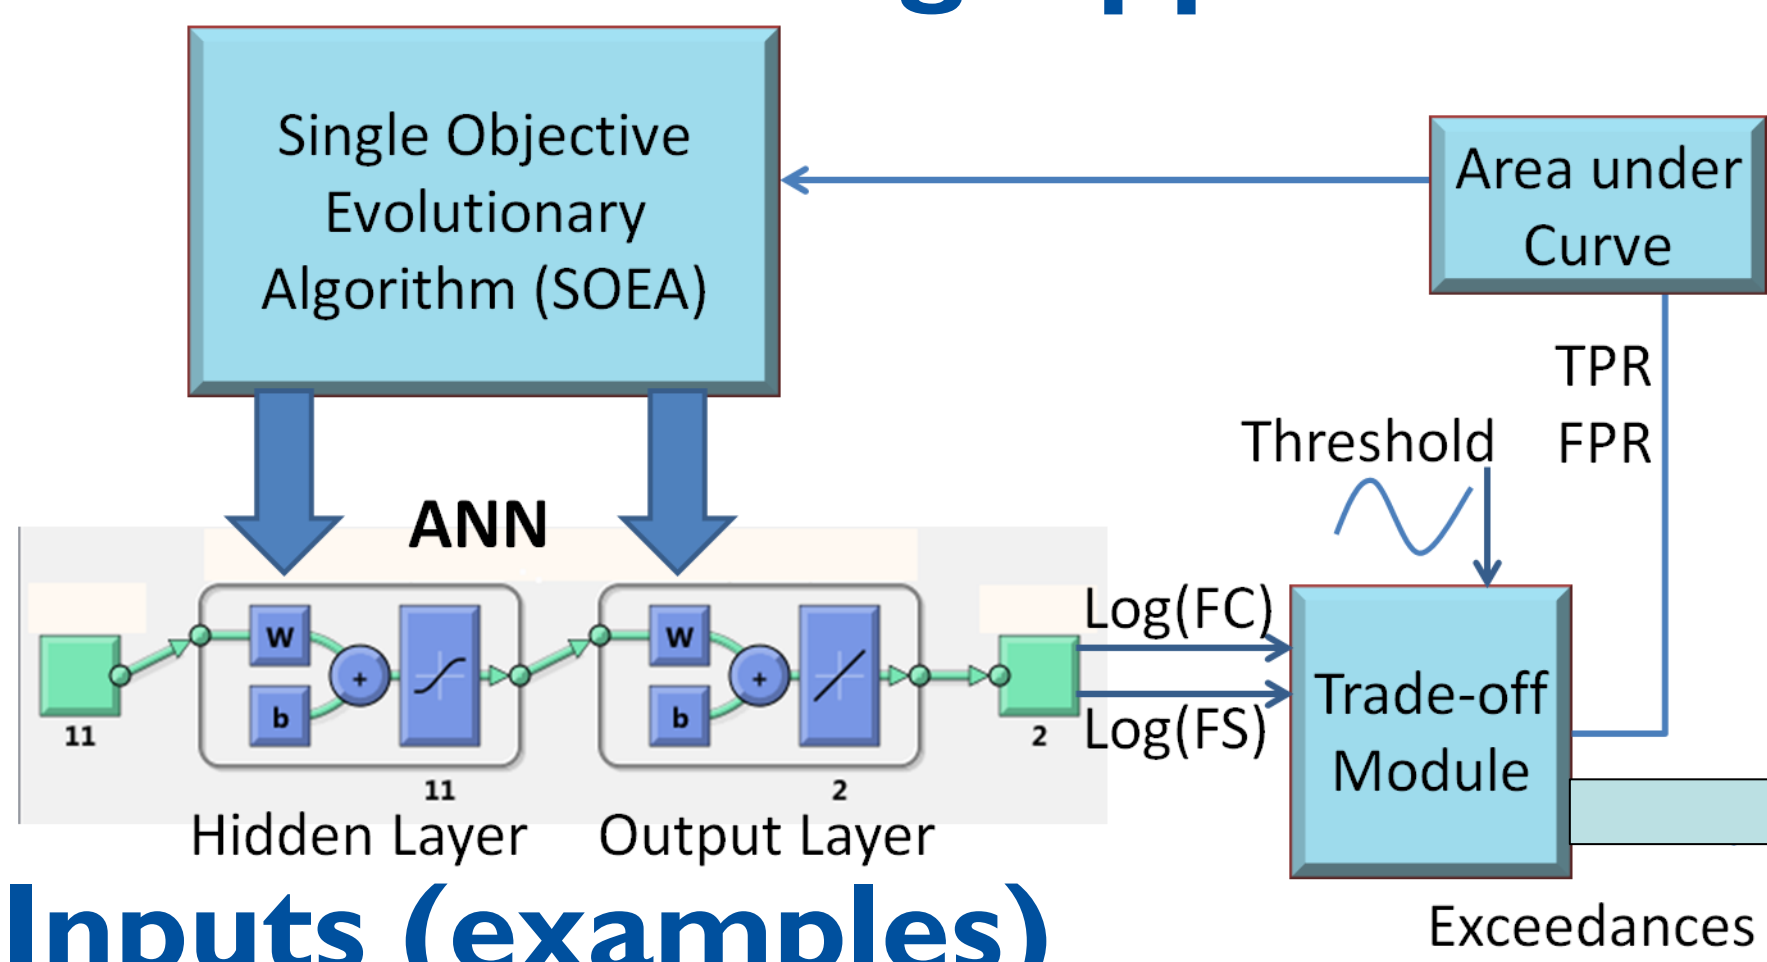 Single Objective
Evolutionary
Algorithm (SOEA)
Area under
Curve
TPR
FPR
Threshold
ANN
W
b
+
W
b
+
11
11
2
2
Log(FC)
Log(FS)
Trade-off
Module
Hidden Layer
Output Layer
Inputs (examples)
Exceedances